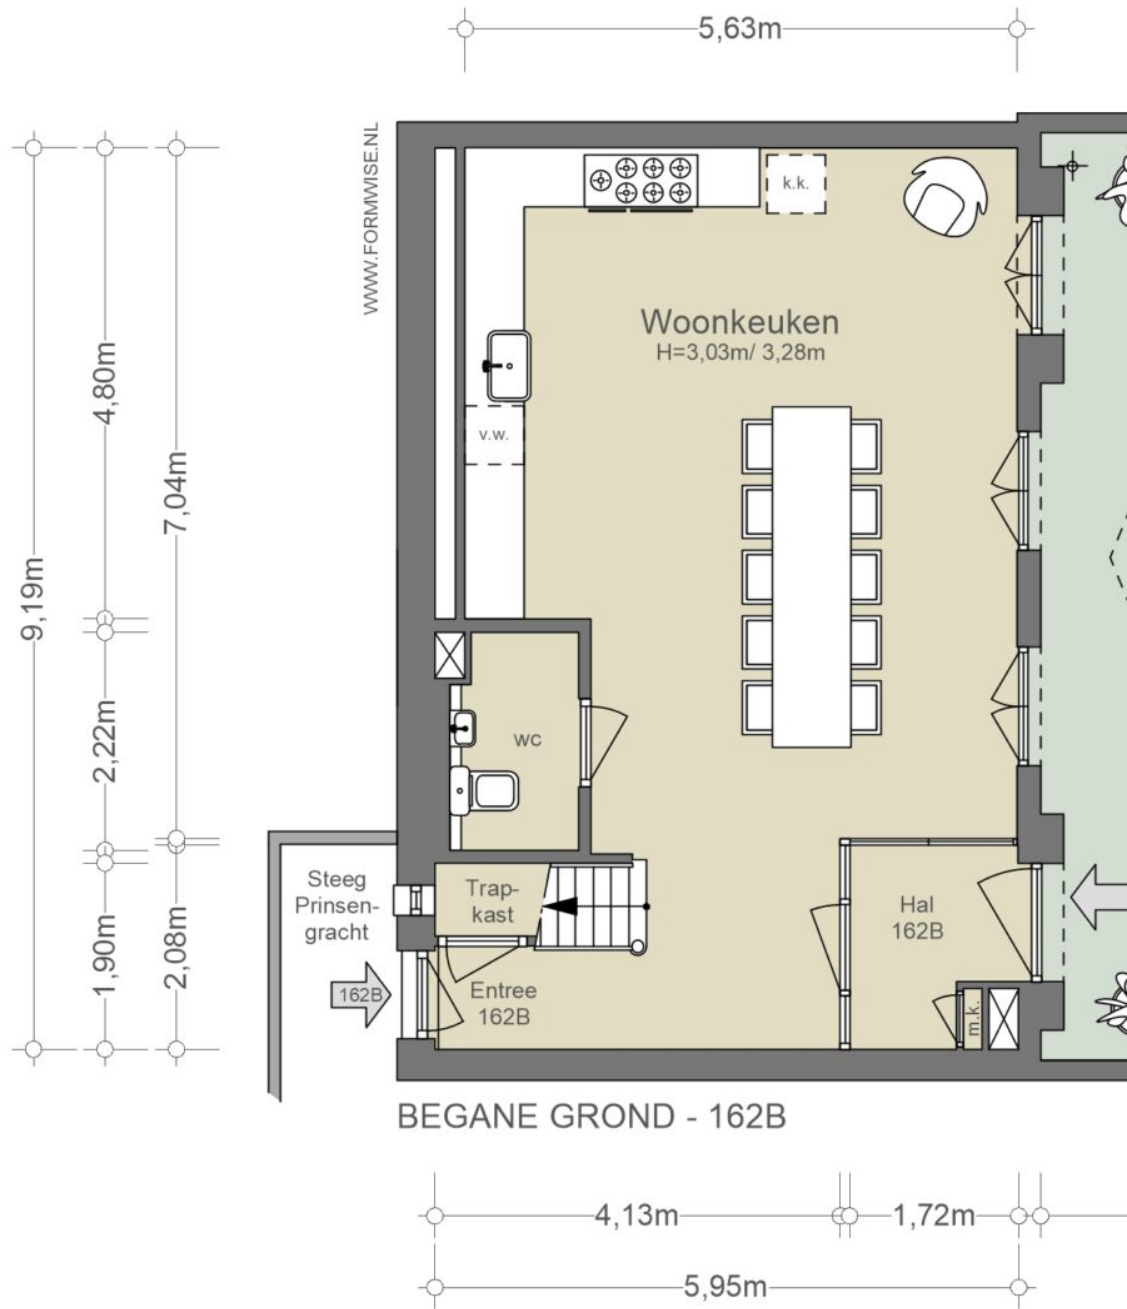 5,63m
WWW.FORMWISE.NL
k.k.
Woonkeuken
H=3,03m/ 3,28m
4,80m
v.w.
7,04m
9,19m
2,22m
wc
Steeg
Prinsen-
gracht
Trap-
kast
Hal
162B
1,90m
2,08m
162B
Entree
162B
m.k.
BEGANE GROND - 162B
4,13m
1,72m
5,95m